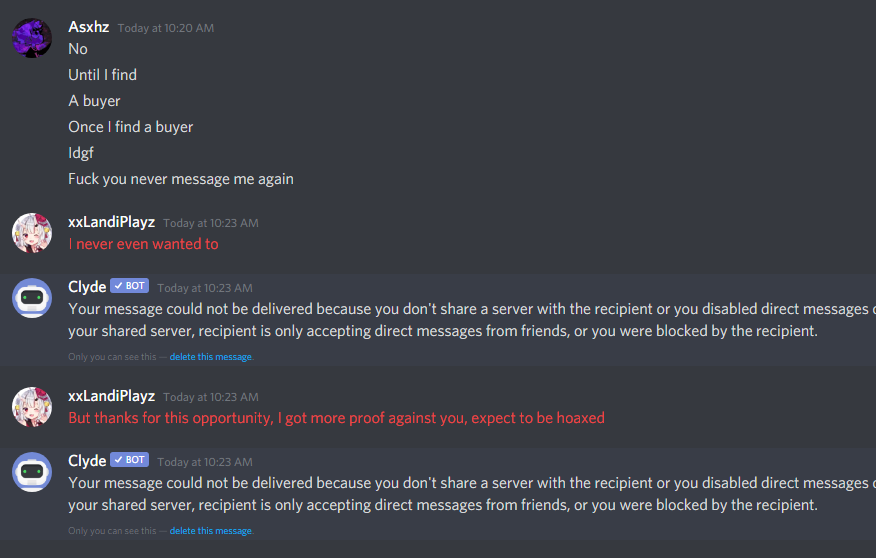 Asxhz Today at 10:20 AM
No
Until I find
A buyer
Once I find a buyer
Idgf
Fuck you never message me again
xxLandiPlayz Today at 10:23 AM
I never even wanted to
Clyde ✓ BOT Today at 10:23 AM
Your message could not be delivered because you don't share a server with the recipient or you disabled direct messages
your shared server, recipient is only accepting direct messages from friends, or you were blocked by the recipient.
Only you can see this — delete this message.
xxLandiPlayz Today at 10:23 AM
But thanks for this opportunity, I got more proof against you, expect to be hoaxed
Clyde ✓ BOT Today at 10:23 AM
Your message could not be delivered because you don't share a server with the recipient or you disabled direct messages
your shared server, recipient is only accepting direct messages from friends, or you were blocked by the recipient.
Only you can see this — delete this message.